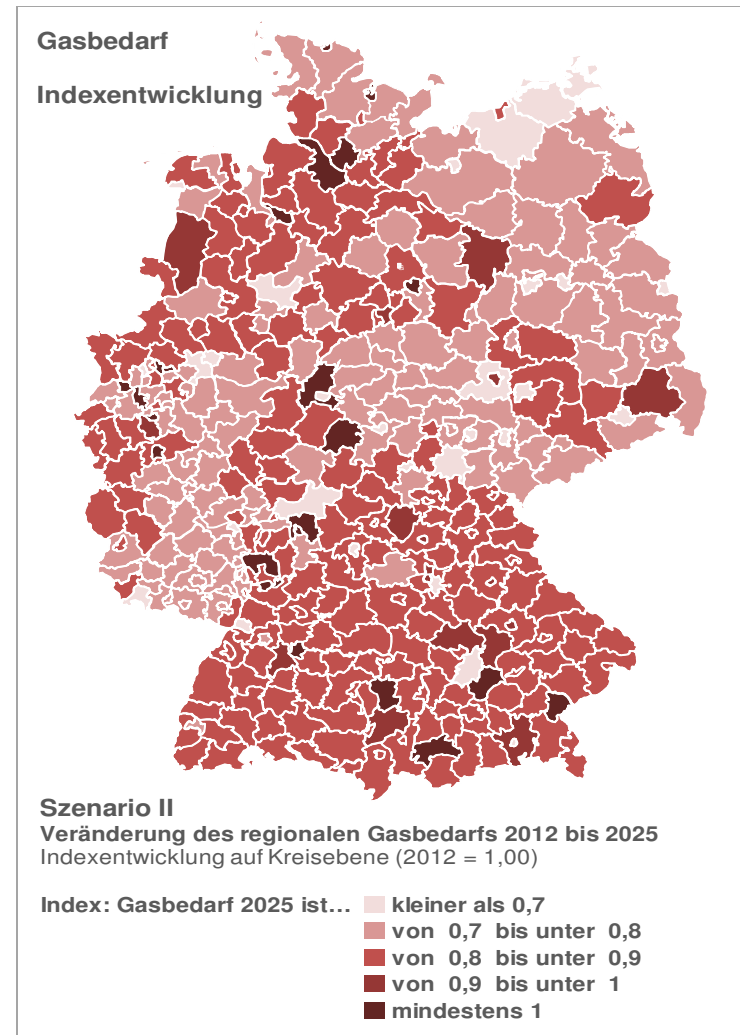 Gasbedarf
Indexentwicklung
Szenario II
Veränderung des regionalen Gasbedarfs 2012 bis 2025
Indexentwicklung auf Kreisebene (2012 = 1,00)
Index: Gasbedarf 2025 ist... kleiner als 0,7
von 0,7 bis unter 0,8
von 0,8 bis unter 0,9
von 0,9 bis unter 1
mindestens 1